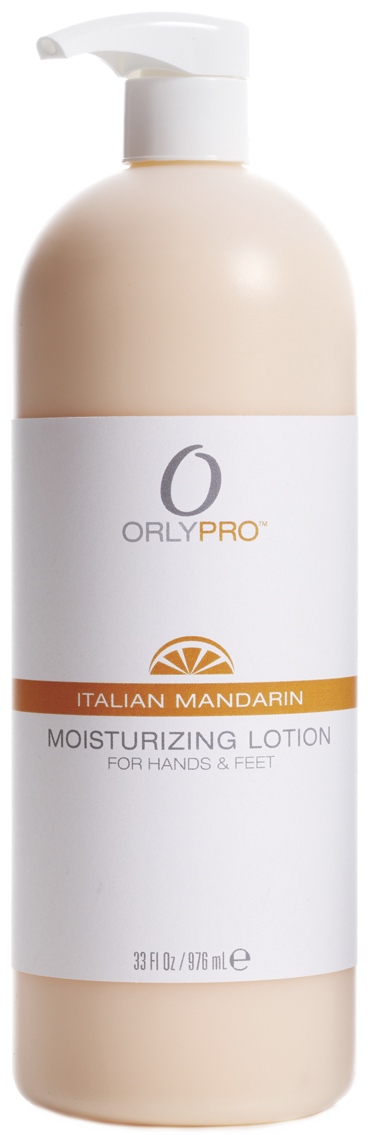 O
ORLYPRO™
ITALIAN MANDARIN
MOISTURIZING LOTION
FOR HANDS & FEET
33 Fl Oz / 976 mL ℮